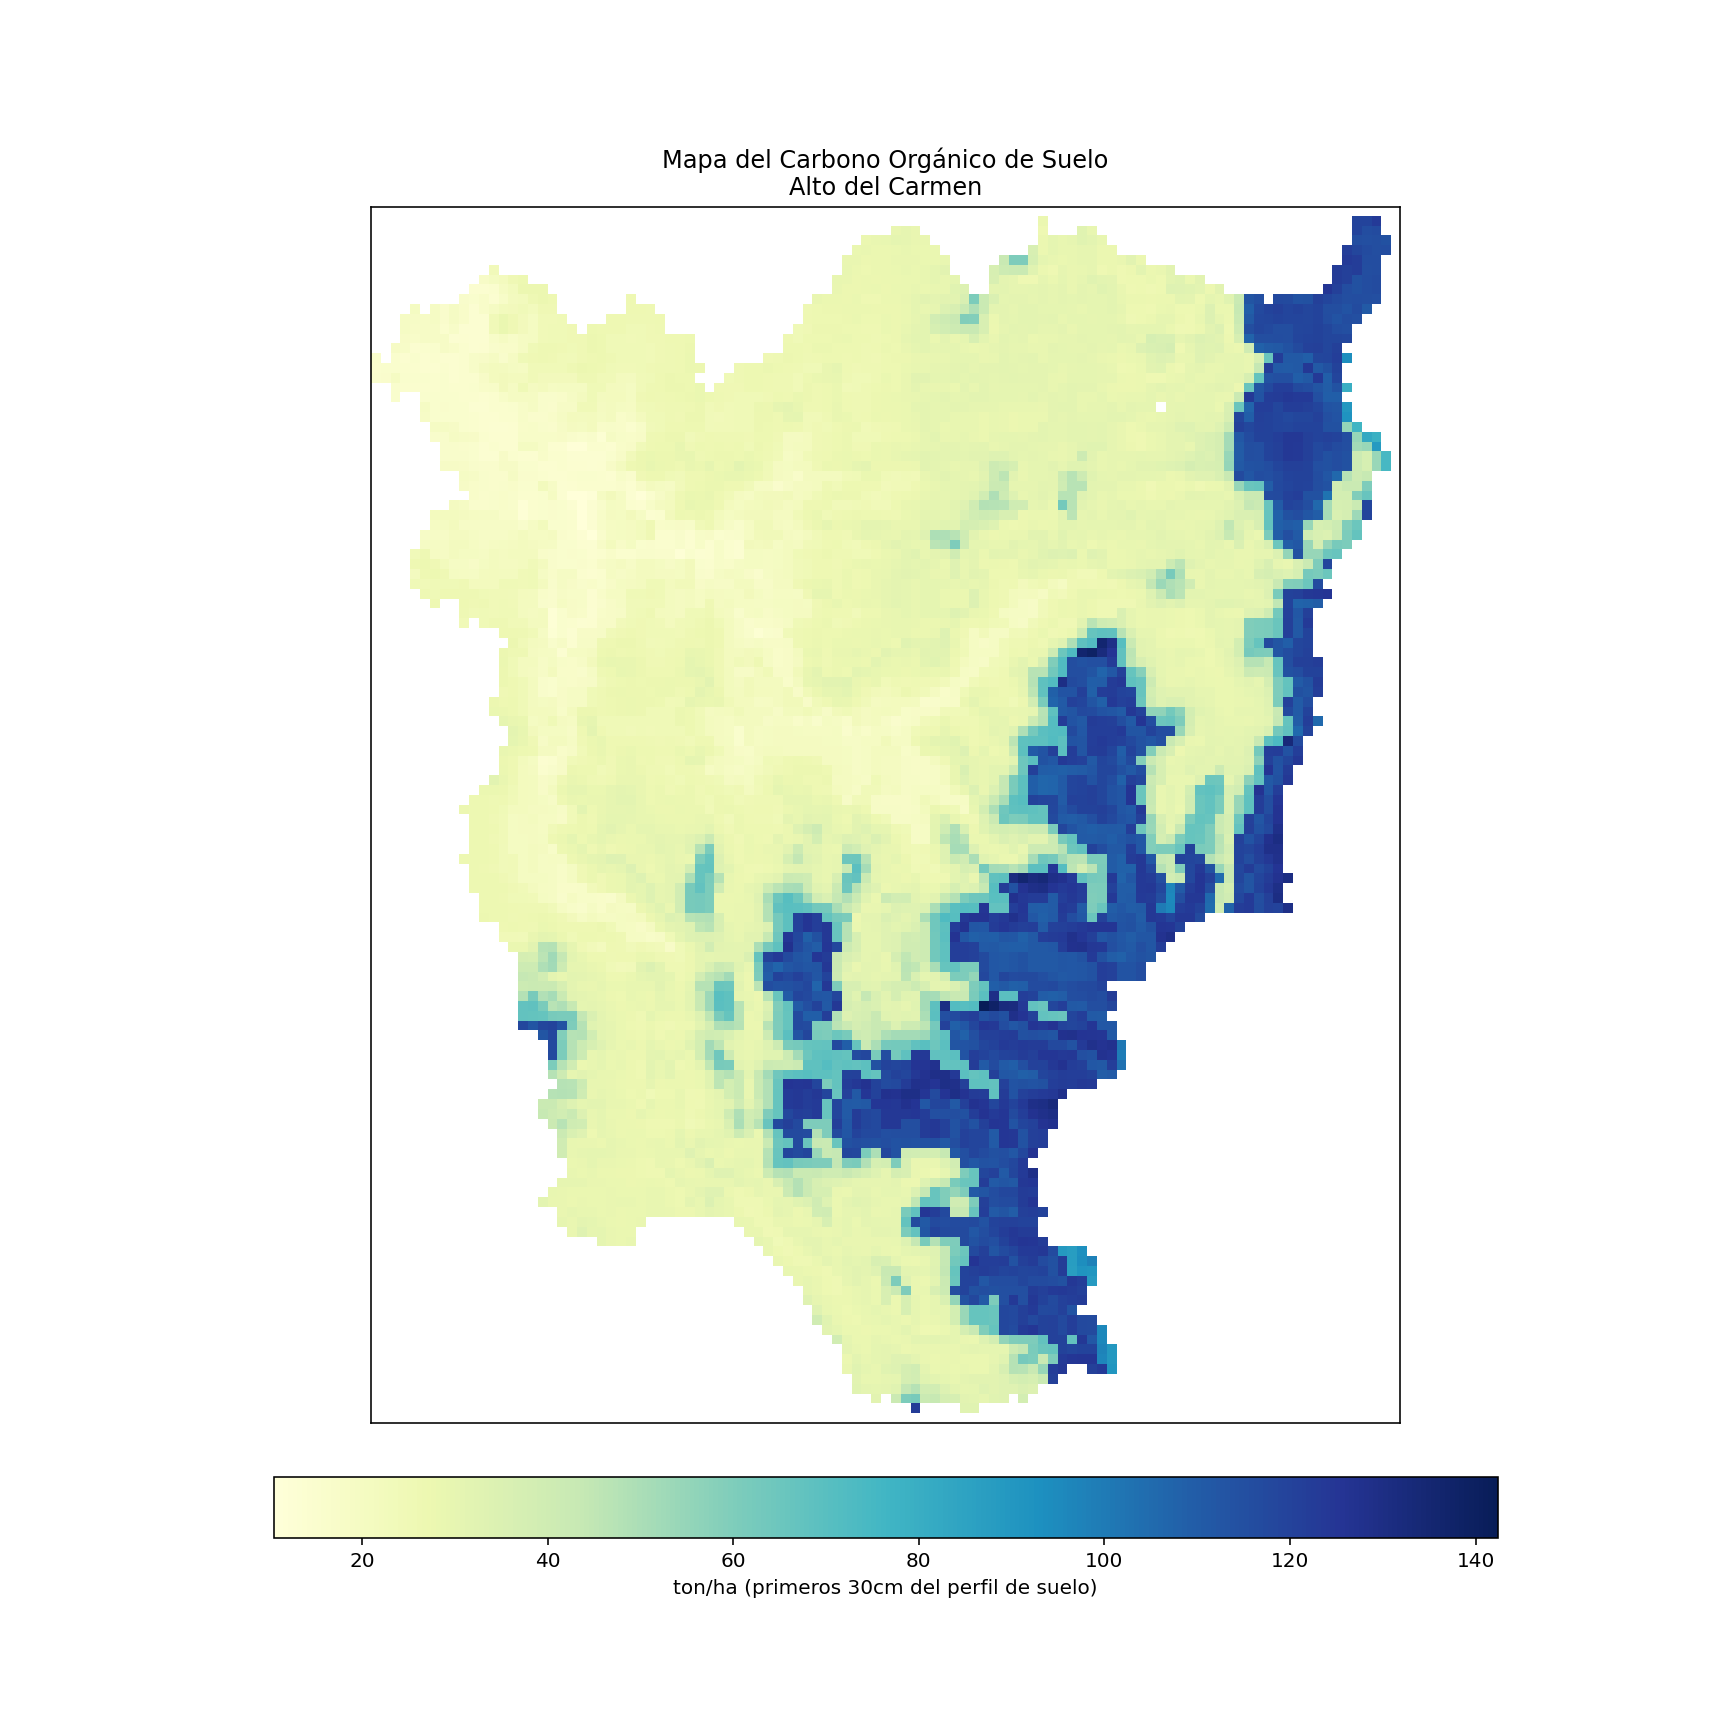 Mapa del Carbono Orgánico de Suelo
Alto del Carmen
20 40 60 80 100 120 140
ton/ha (primeros 30cm del perfil de suelo)